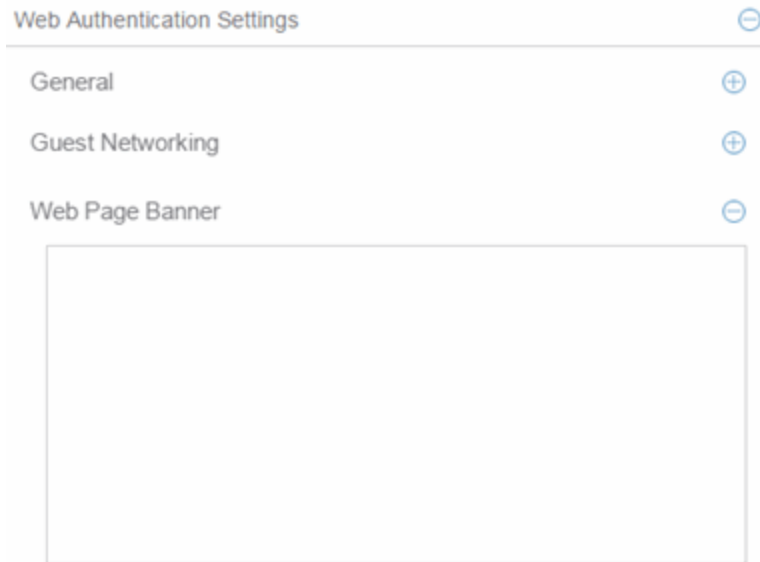 Web Authentication Settings
General
Guest Networking
Web Page Banner